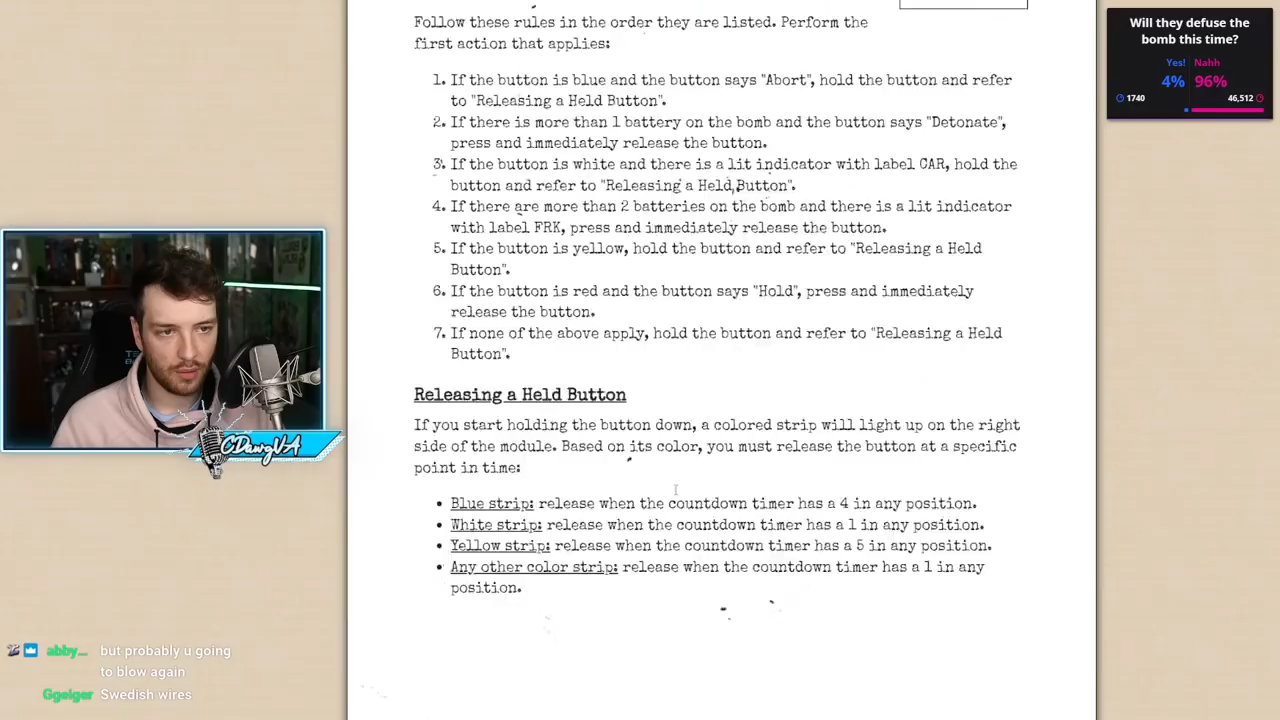 Follow these rules in the order they are listed. Perform the
first action that applies:
1. If the button is blue and the button says "Abort", hold the button and refer
to "Releasing a Held Button".
2. If there is more than 1 battery on the bomb and the button says "Detonate",
press and immediately release the button.
3. If the button is white and there is a lit indicator with label CAR, hold the
button and refer to "Releasing a Held Button".
4. If there are more than 2 batteries on the bomb and there is a lit indicator
with label FRK, press and immediately release the button.
5. If the button is yellow, hold the button and refer to "Releasing a Held
Button".
6. If the button is red and the button says "Hold", press and immediately
release the button.
7. If none of the above apply, hold the button and refer to "Releasing a Held
Button".
Releasing a Held Button
If you start holding the button down, a colored strip will light up on the right
side of the module. Based on its color, you must release the button at a specific
point in time:
• Blue strip: release when the countdown timer has a 4 in any position.
• White strip: release when the countdown timer has a 1 in any position.
• Yellow strip: release when the countdown timer has a 5 in any position.
• Any other color strip: release when the countdown timer has a 1 in any
position.
Will they defuse the
bomb this time?
Yes! Nahh
4% 96%
1740 46,512
CDawgVA
abby... but probably u going
to blow again
Ggeiger Swedish wires